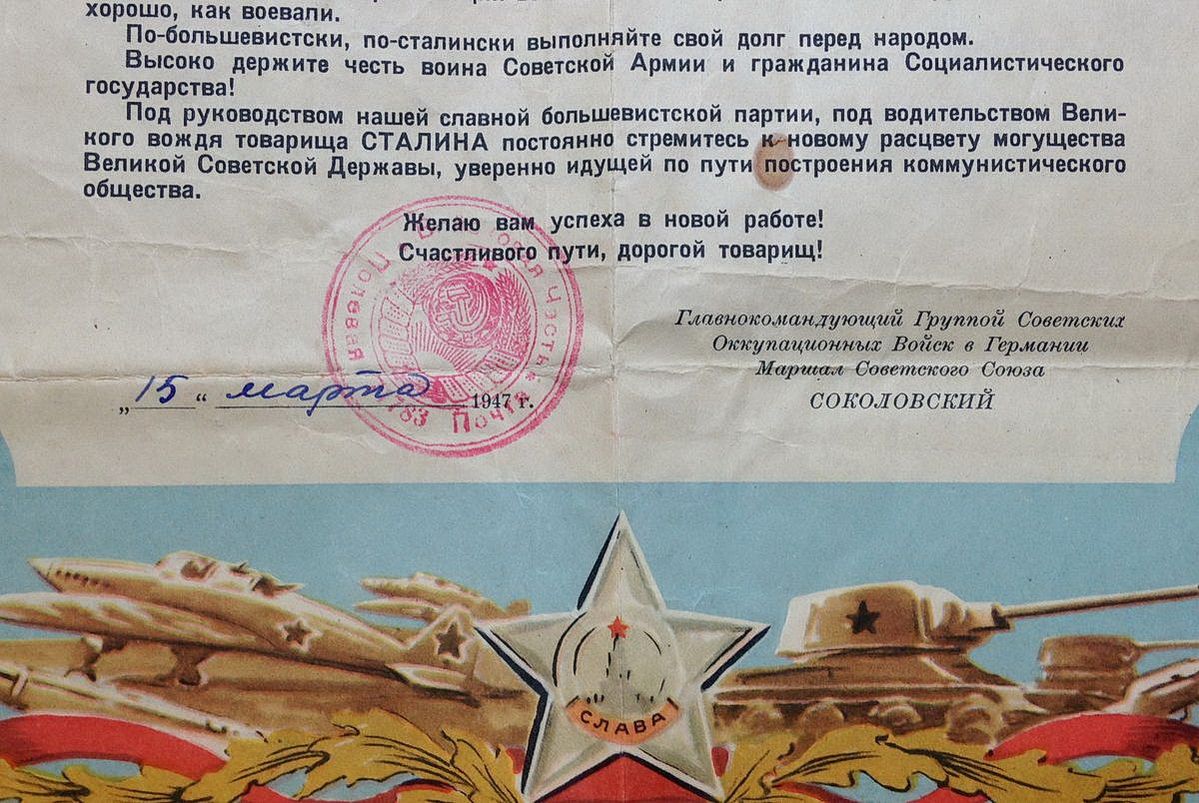 хорошо, как воевали.
По-большевистски, по-сталински выполняйте свой долг перед народом.
Высоко держите честь воина Советской Армии и гражданина Социалистического
государства!
Под руководством нашей славной большевистской партии, под водительством Вели-
кого вождя товарища СТАЛИНА постоянно стремитесь к новому расцвету могущества
Великой Советской Державы, уверенно идущей по пути построения коммунистического
общества.
Желаю вам успеха в новой работе!
Счастливого пути, дорогой товарищ!
Главнокомандующий Группой Советских
Оккупационных Войск в Германии
Маршал Советского Союза
СОКОЛОВСКИЙ
„15“ марта 1947 г.
Полевая Почта
Часть
СЛАВА